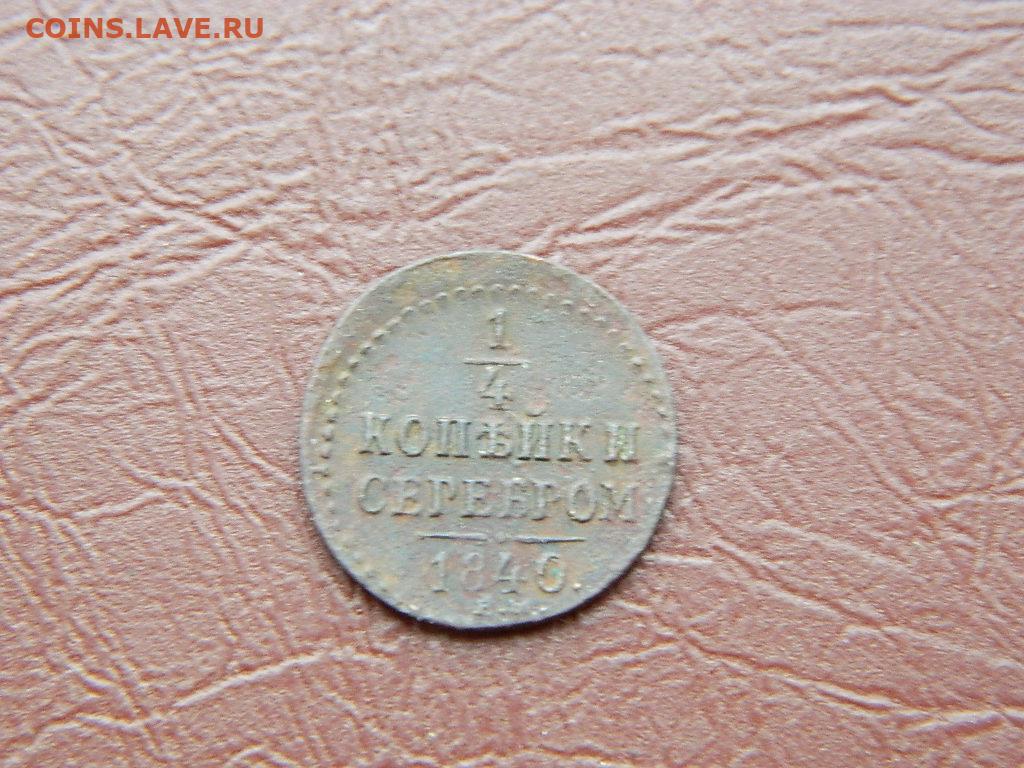 COINS.LAVE.RU
1
4
КОПѢЙКИ
СЕРЕБРОМ
1840.